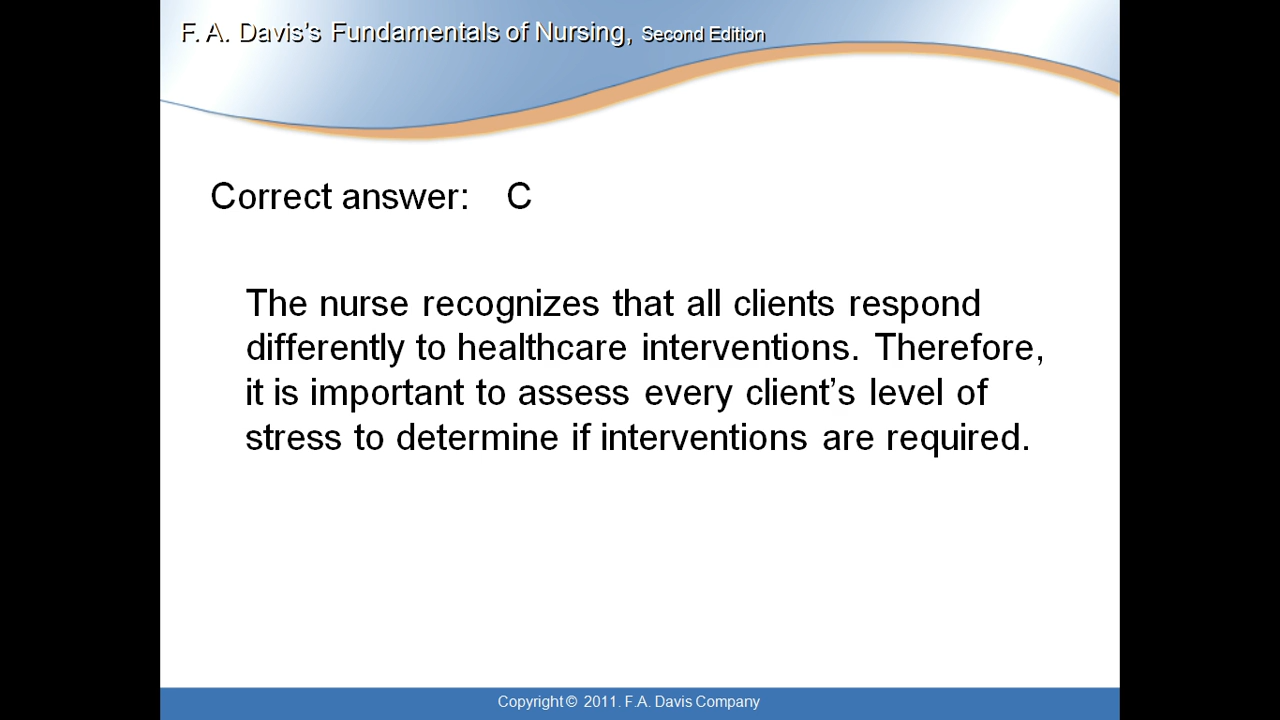 F. A. Davis's Fundamentals of Nursing, Second Edition
Correct answer: C
The nurse recognizes that all clients respond
differently to healthcare interventions. Therefore,
it is important to assess every client’s level of
stress to determine if interventions are required.
Copyright © 2011. F.A. Davis Company